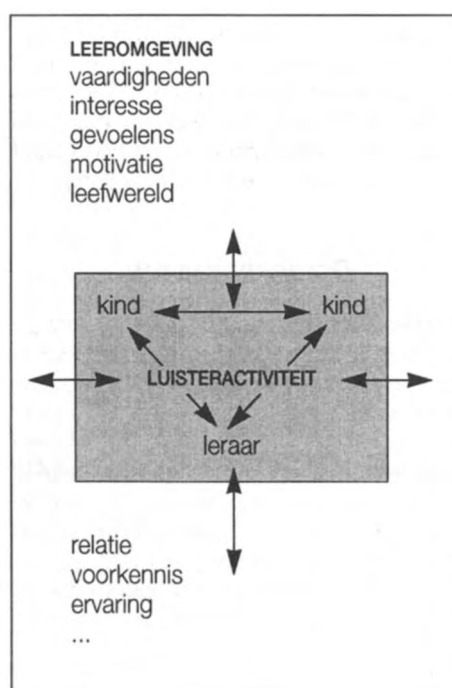 LEEROMGEVING
vaardigheden
interesse
gevoelens
motivatie
leefwereld
kind kind
LUISTERACTIVITEIT
leraar
relatie
voorkennis
ervaring
...